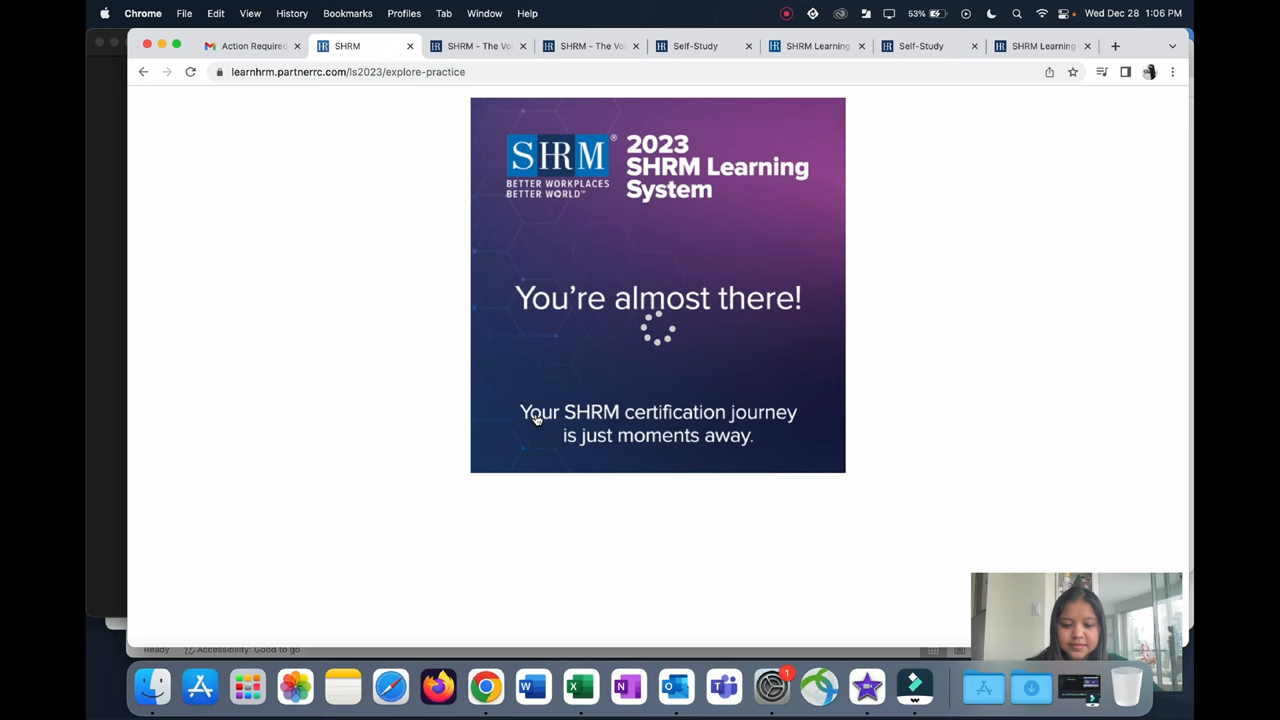 Chrome File Edit View History Bookmarks Profiles Tab Window Help 53% Wed Dec 28 1:06 PM
Action Require SHRM SHRM - The Vo SHRM - The Vo Self-Study SHRM Learning Self-Study SHRM Learning
learnhrm.partnerrc.com/ls2023/explore-practice
SHRM®
BETTER WORKPLACES
BETTER WORLD™
2023
SHRM Learning
System
You're almost there!
Your SHRM certification journey
is just moments away.
Ready Accessibility: Good to go
1